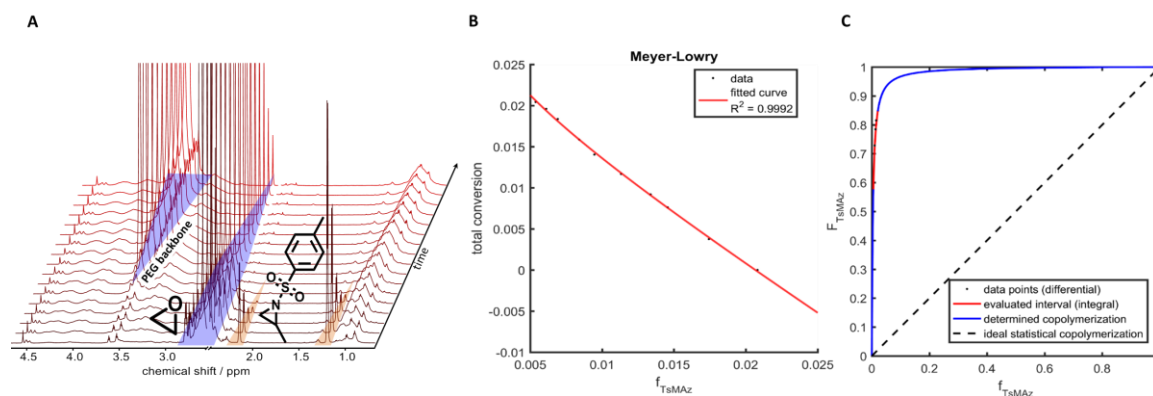 A
PEG backbone
O
O
S
O
N
time
4.5 4.0 3.5 3.0 2.0 1.5 1.0
chemical shift / ppm
B
Meyer-Lowry
data
fitted curve
R² = 0.9992
0.025
0.02
0.015
0.01
0.005
0
-0.005
-0.01
total conversion
0.005 0.01 0.015 0.02 0.025
f_TsMAz
C
1
0.9
0.8
0.7
0.6
0.5
0.4
0.3
0.2
0.1
0
F_TsMAz
data points (differential)
evaluated interval (integral)
determined copolymerization
ideal statistical copolymerization
0 0.2 0.4 0.6 0.8
f_TsMAz